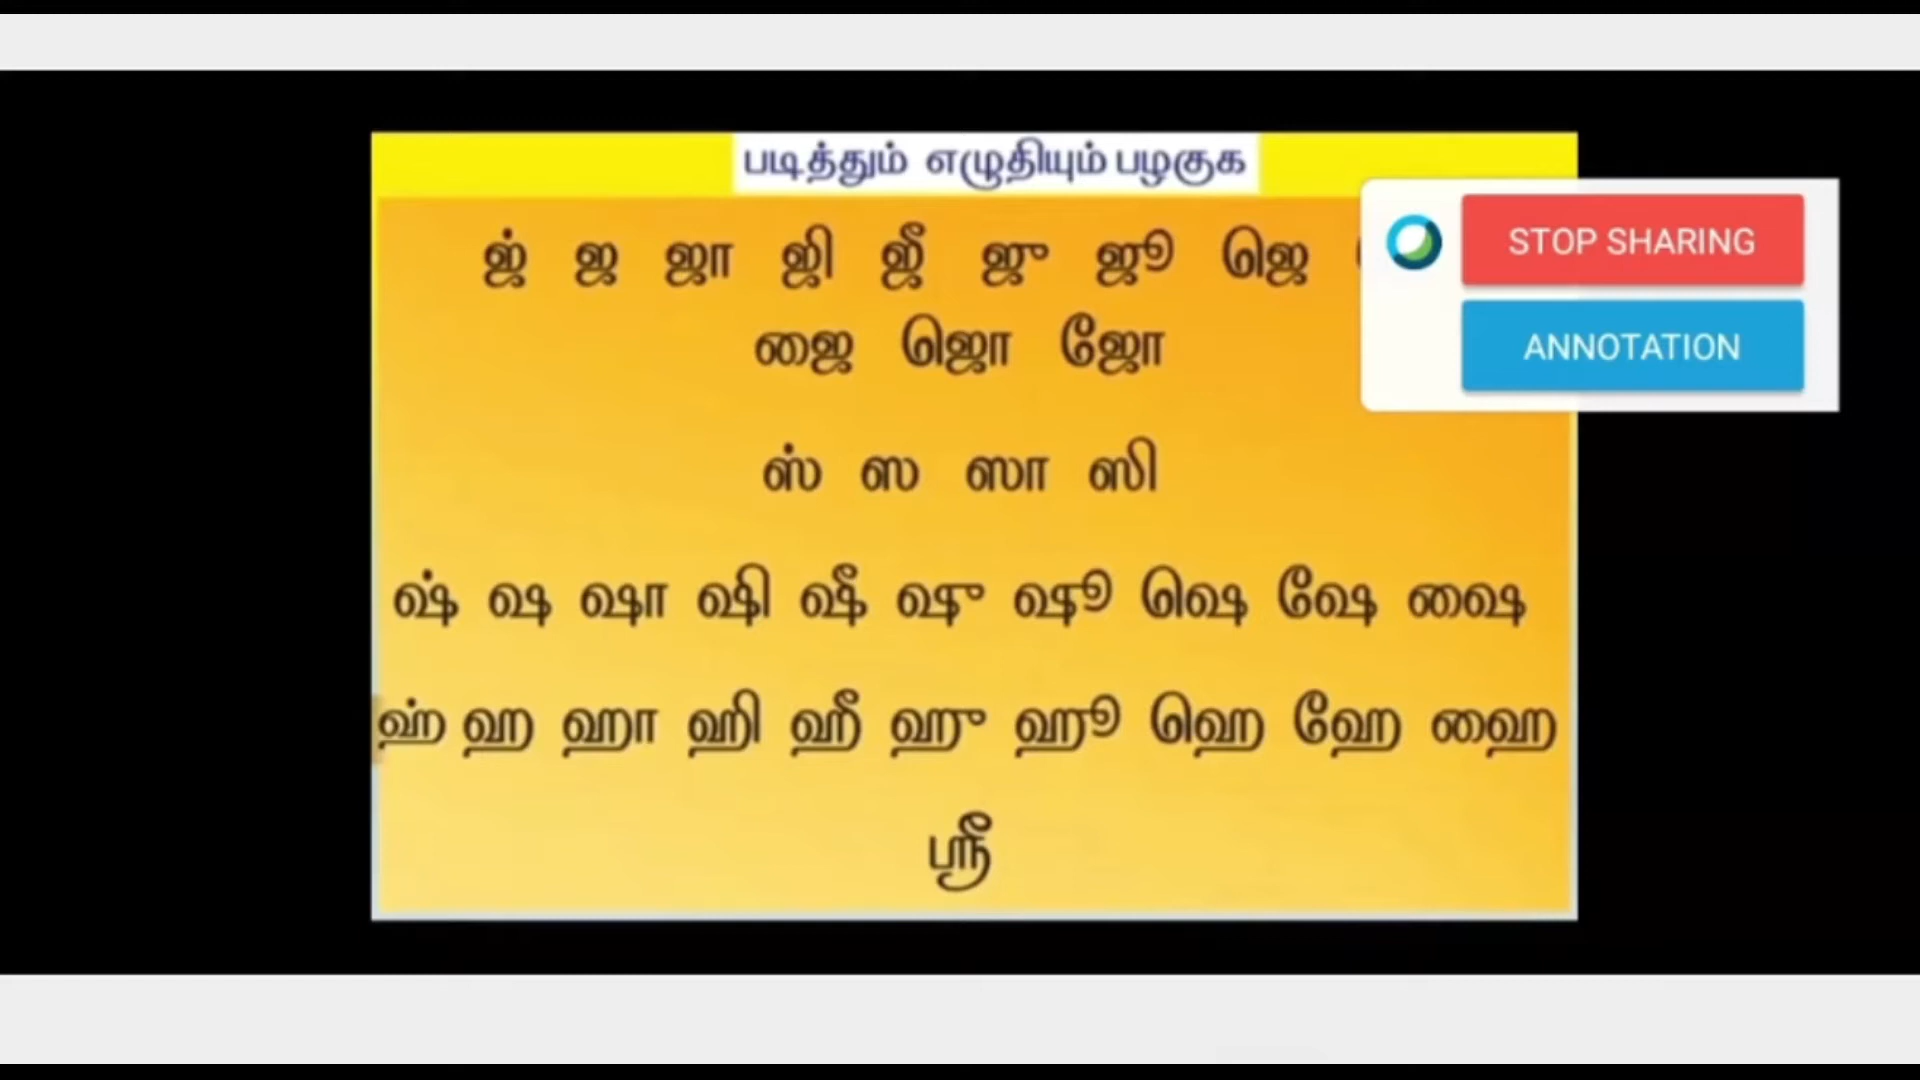 படித்தும் எழுதியும் பழகுக
ஜ் ஜ ஜா ஜி ஜீ ஜு ஜூ ஜெ
ஜை ஜொ ஜோ
ஸ் ஸ ஸா ஸி
ஷ் ஷ ஷா ஷி ஷீ ஷு ஷூ ஷெ ஷே ஷை
ஹ் ஹ ஹா ஹி ஹீ ஹு ஹூ ஹெ ஹே ஹை
ஸ்ரீ
STOP SHARING
ANNOTATION